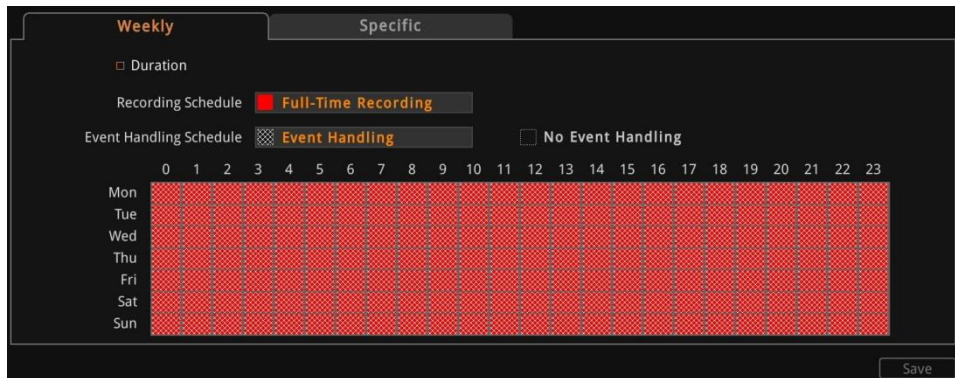 Weekly Specific
Duration
Recording Schedule Full-Time Recording
Event Handling Schedule Event Handling No Event Handling
0 1 2 3 4 5 6 7 8 9 10 11 12 13 14 15 16 17 18 19 20 21 22 23
Mon
Tue
Wed
Thu
Fri
Sat
Sun
Save